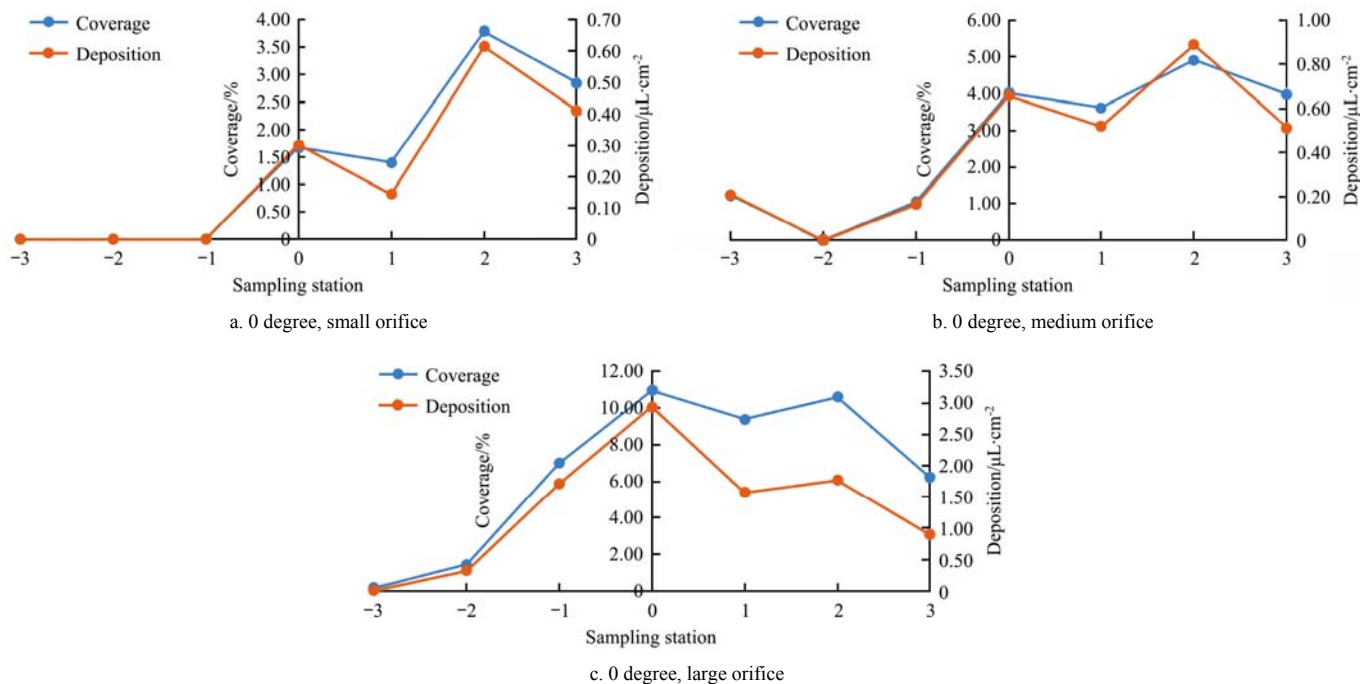 Coverage
Deposition
Coverage/%
4.00
3.50
3.00
2.50
2.00
1.50
1.00
0.50
0
0.70
0.60
0.50
0.40
0.30
0.20
0.10
0
Deposition/μL·cm⁻²
−3 −2 −1 0 1 2 3
Sampling station
a. 0 degree, small orifice
Coverage
Deposition
Coverage/%
6.00
5.00
4.00
3.00
2.00
1.00
0
1.00
0.80
0.60
0.40
0.20
0
Deposition/μL·cm⁻²
−3 −2 −1 0 1 2 3
Sampling station
b. 0 degree, medium orifice
Coverage
Deposition
Coverage/%
12.00
10.00
8.00
6.00
4.00
2.00
0
3.50
3.00
2.50
2.00
1.50
1.00
0.50
0
Deposition/μL·cm⁻²
−3 −2 −1 0 1 2 3
Sampling station
c. 0 degree, large orifice